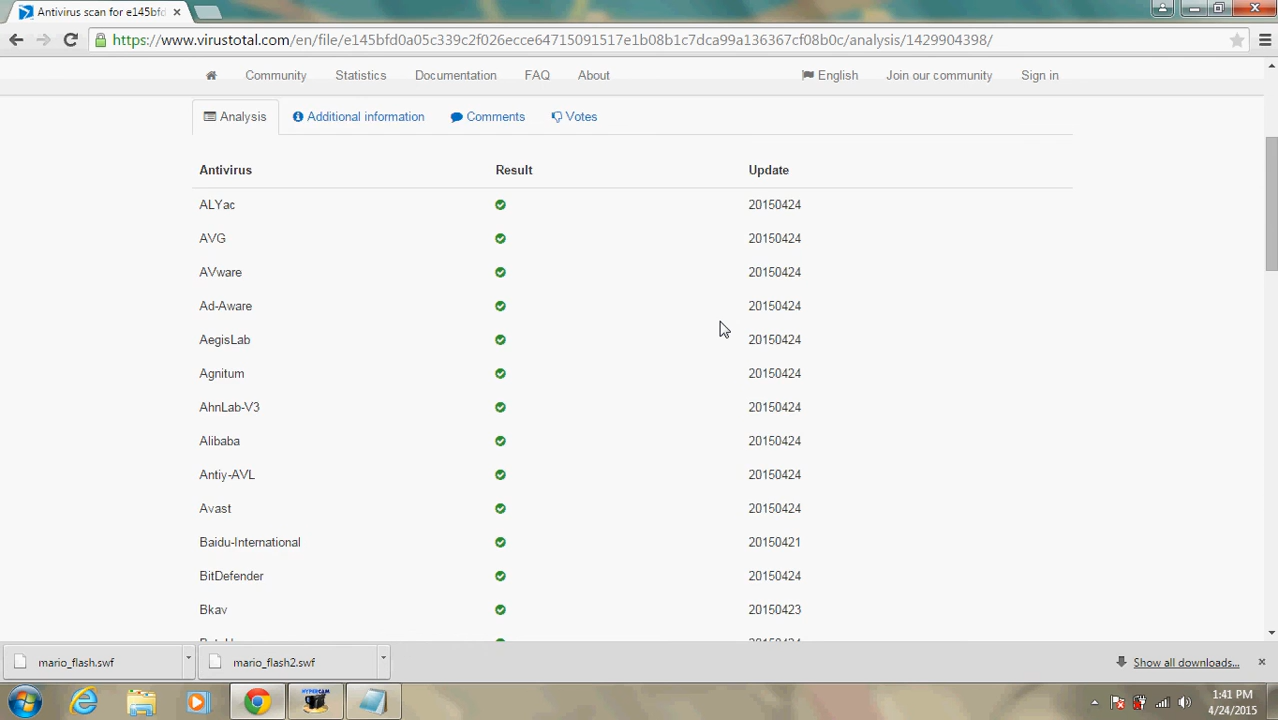 Antivirus scan for e145bfd
https://www.virustotal.com/en/file/e145bfd0a05c339c2f026ecce64715091517e1b08b1c7dca99a136367cf08b0c/analysis/1429904398/
Community Statistics Documentation FAQ About English Join our community Sign in
Analysis Additional information Comments Votes
Antivirus Result Update
ALYac 20150424
AVG 20150424
AVware 20150424
Ad-Aware 20150424
AegisLab 20150424
Agnitum 20150424
AhnLab-V3 20150424
Alibaba 20150424
Antiy-AVL 20150424
Avast 20150424
Baidu-International 20150421
BitDefender 20150424
Bkav 20150423
mario_flash.swf mario_flash2.swf Show all downloads...
HYPERCAM
1:41 PM
4/24/2015